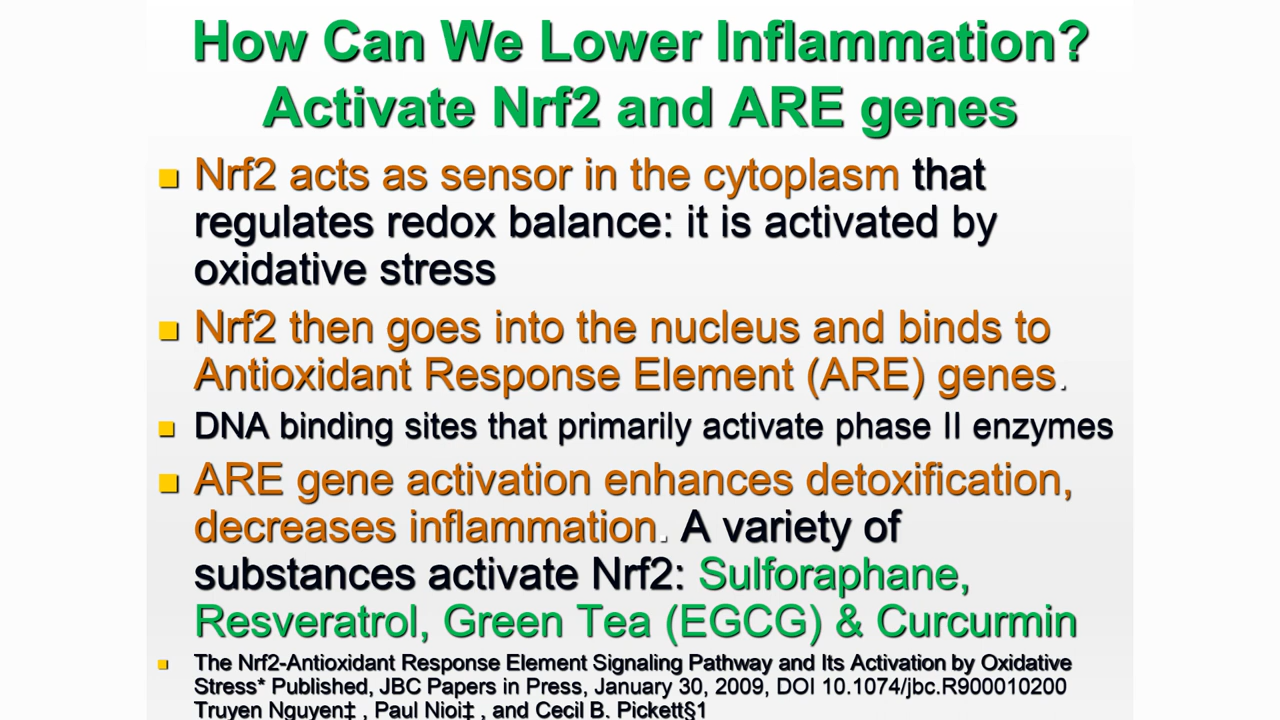 How Can We Lower Inflammation?
Activate Nrf2 and ARE genes
Nrf2 acts as sensor in the cytoplasm that
regulates redox balance: it is activated by
oxidative stress
Nrf2 then goes into the nucleus and binds to
Antioxidant Response Element (ARE) genes.
DNA binding sites that primarily activate phase II enzymes
ARE gene activation enhances detoxification,
decreases inflammation. A variety of
substances activate Nrf2: Sulforaphane,
Resveratrol, Green Tea (EGCG) & Curcurmin
The Nrf2-Antioxidant Response Element Signaling Pathway and Its Activation by Oxidative
Stress* Published, JBC Papers in Press, January 30, 2009, DOI 10.1074/jbc.R900010200
Truyen Nguyen‡ , Paul Nioi‡ , and Cecil B. Pickett§1